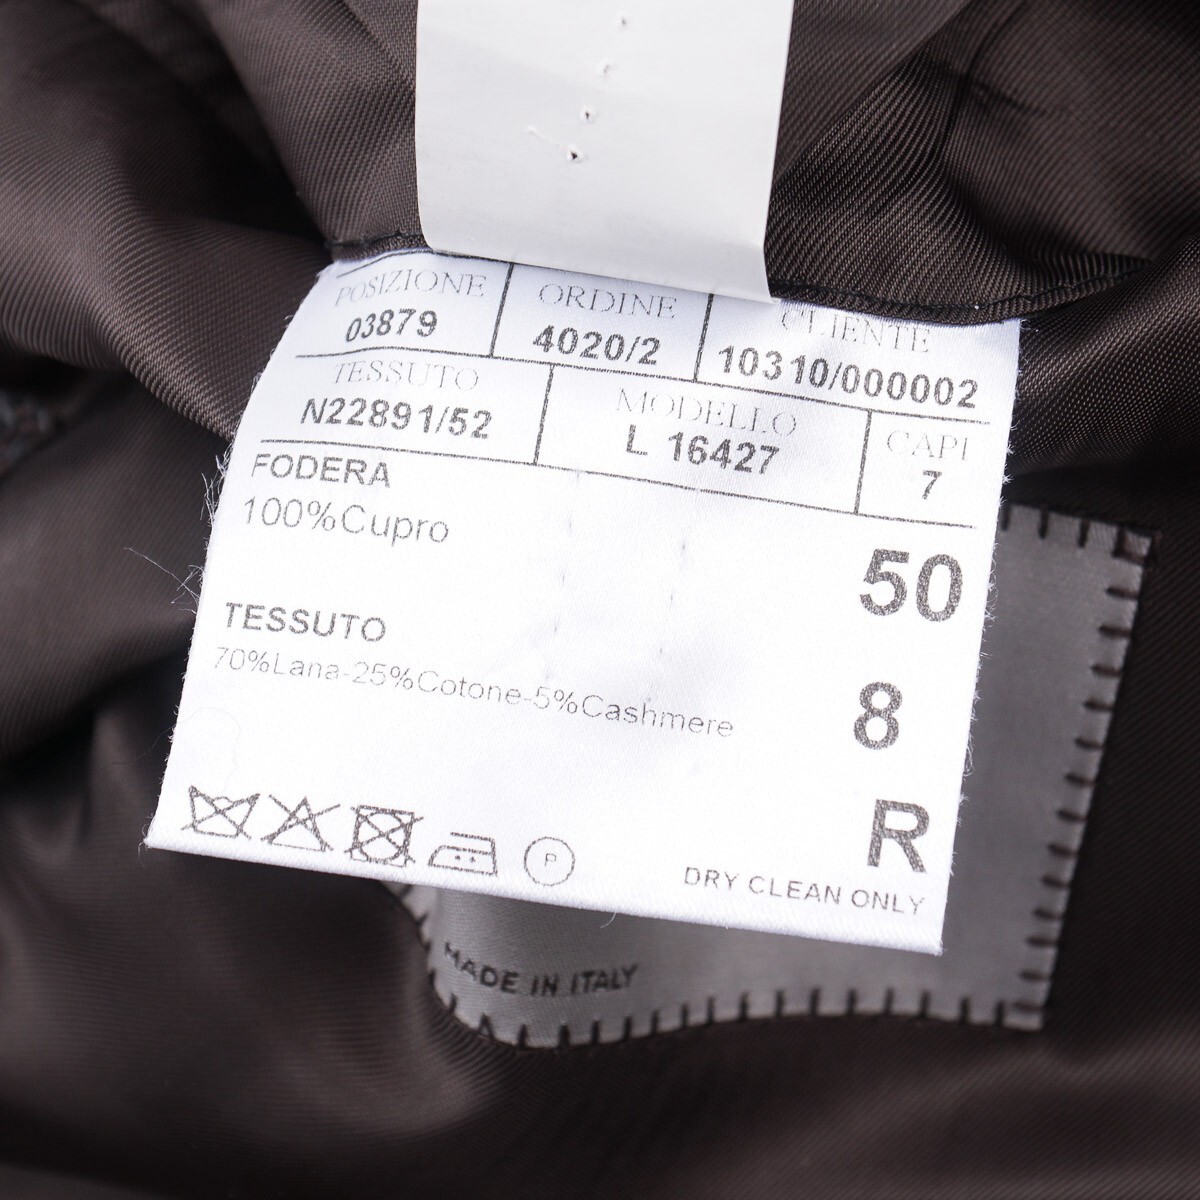 POSIZIONE ORDINE CLIENTE
03879 4020/2 10310/000002
TESSUTO MODELLO CAPI
N22891/52 L 16427 7
FODERA
100%Cupro
50
TESSUTO
70%Lana-25%Cotone-5%Cashmere
8
R
P
DRY CLEAN ONLY
MADE IN ITALY